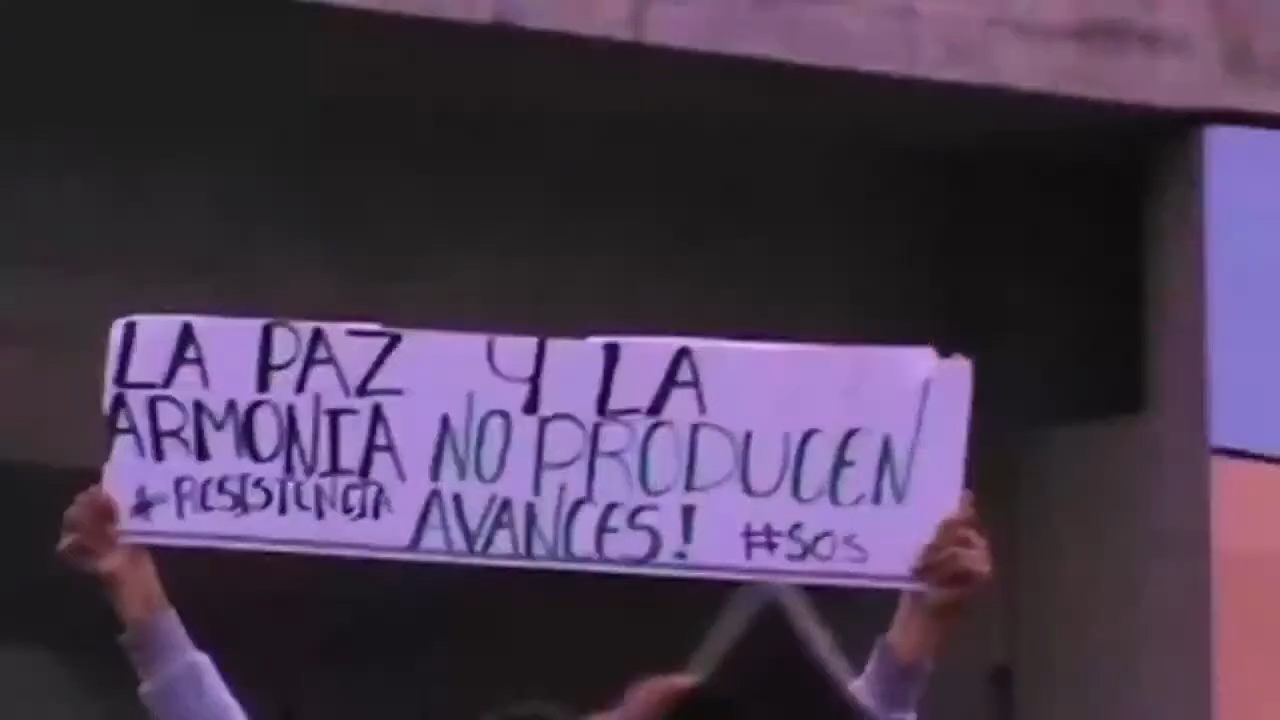 LA PAZ Y LA
ARMONIA NO PRODUCEN
#RESISTENCIA AVANCES! #SOS